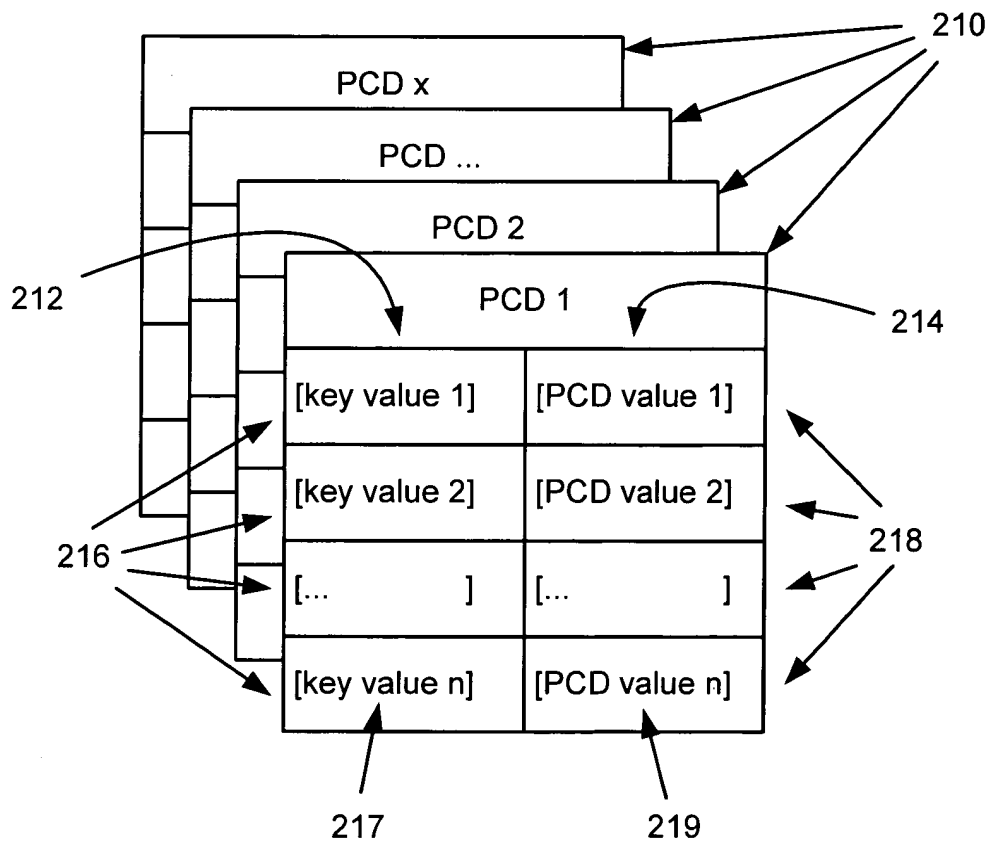 210
PCD x
PCD ...
PCD 2
212
PCD 1
214
[key value 1] [PCD value 1]
[key value 2] [PCD value 2]
216
218
[... ] [... ]
[key value n] [PCD value n]
217
219